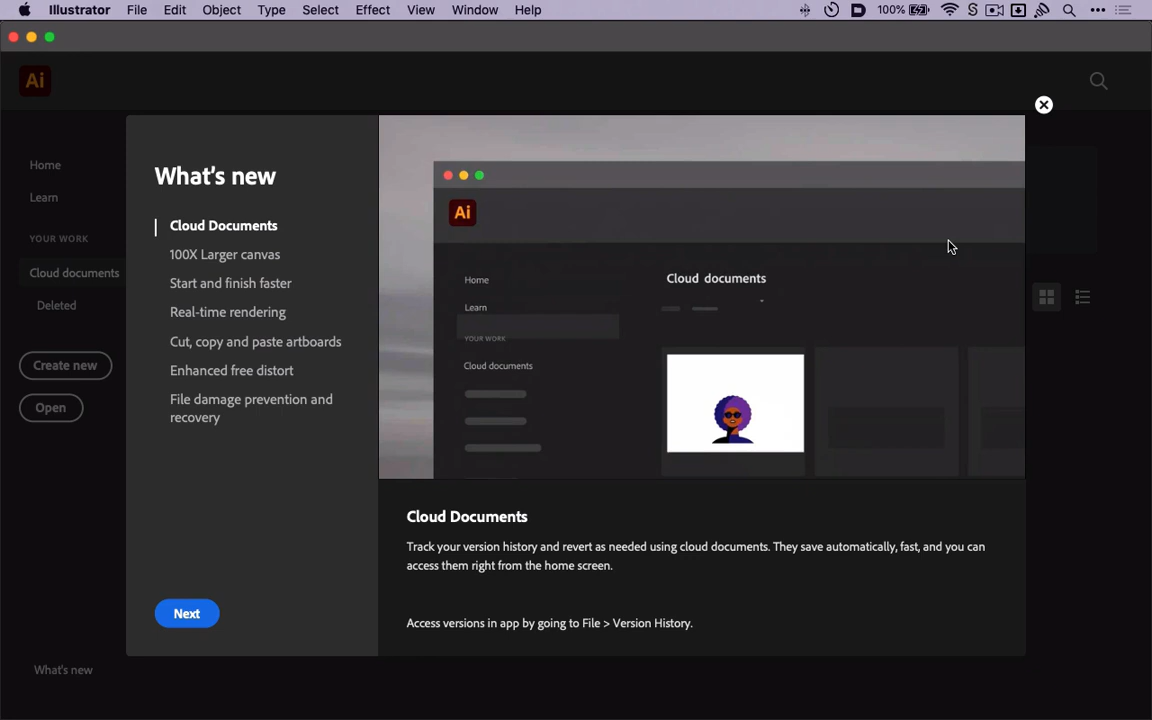 Illustrator File Edit Object Type Select Effect View Window Help 100%
Ai
Home
Learn
YOUR WORK
Cloud documents
Deleted
Create new
Open
What's new
What's new
Cloud Documents
100X Larger canvas
Start and finish faster
Real-time rendering
Cut, copy and paste artboards
Enhanced free distort
File damage prevention and
recovery
Next
Ai
Home
Learn
YOUR WORK
Cloud documents
Cloud documents
Cloud Documents
Track your version history and revert as needed using cloud documents. They save automatically, fast, and you can
access them right from the home screen.
Access versions in app by going to File > Version History.